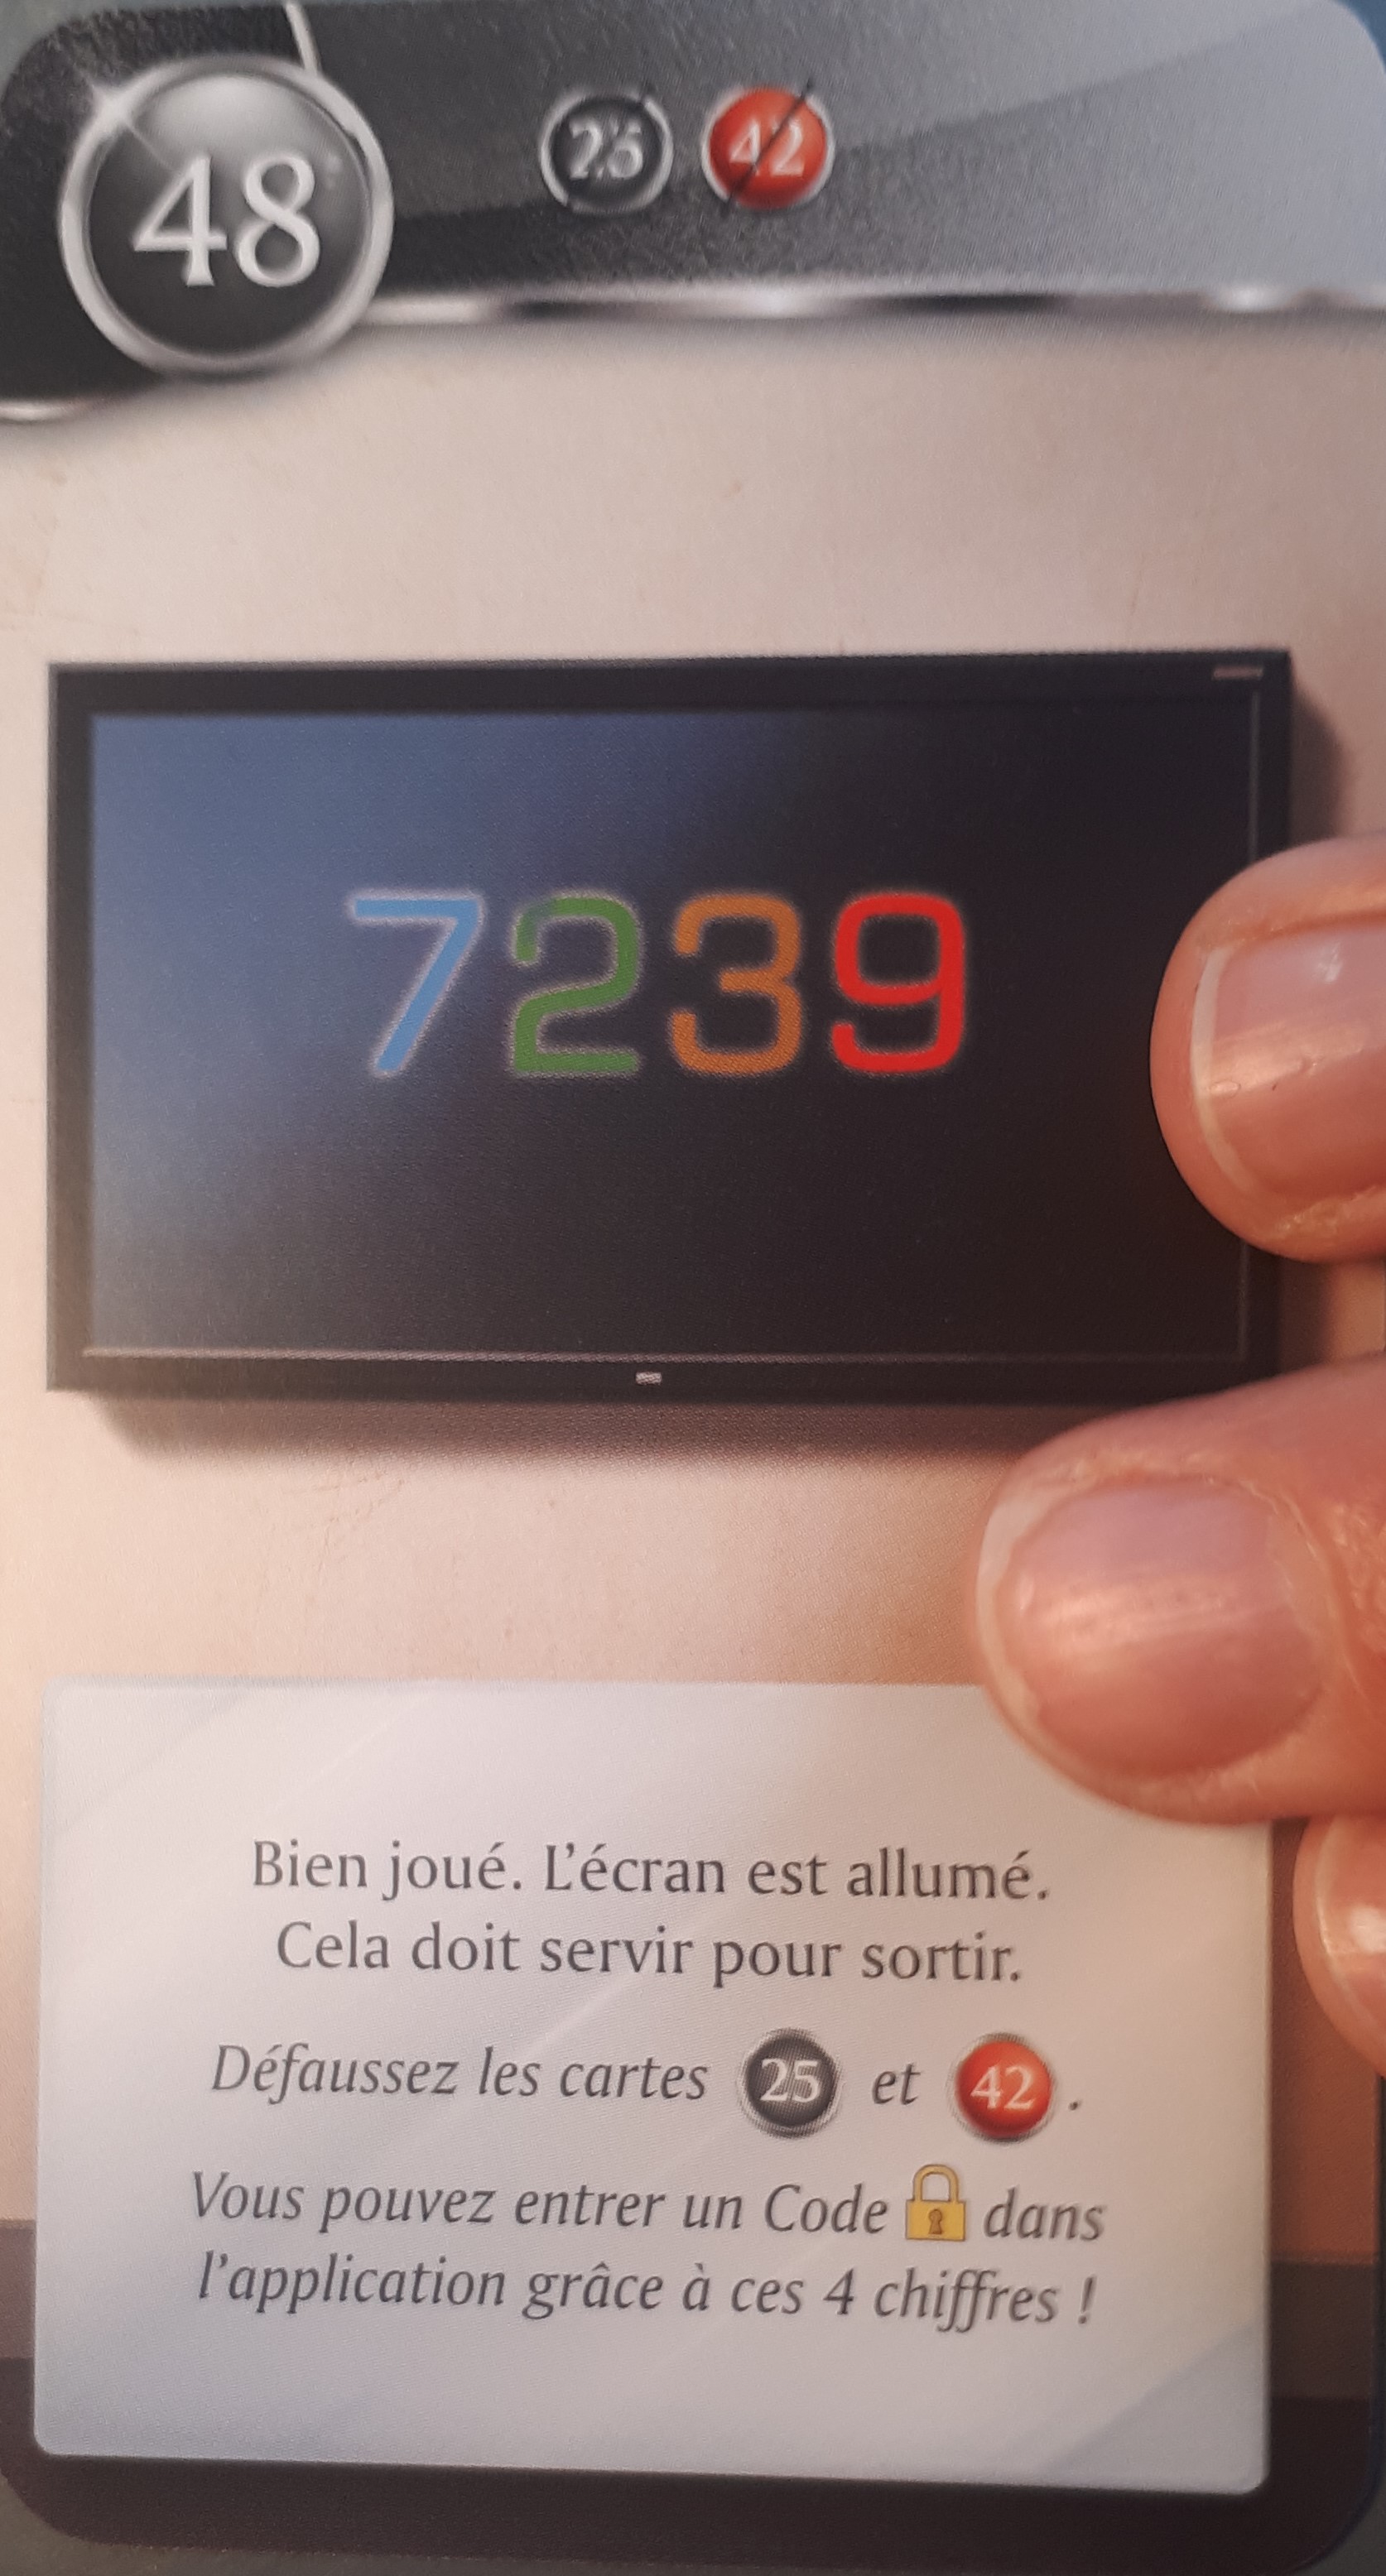 48 25 42
7239
Bien joué. L'écran est allumé.
Cela doit servir pour sortir.
Défaussez les cartes 25 et 42.
Vous pouvez entrer un Code dans
l'application grâce à ces 4 chiffres !